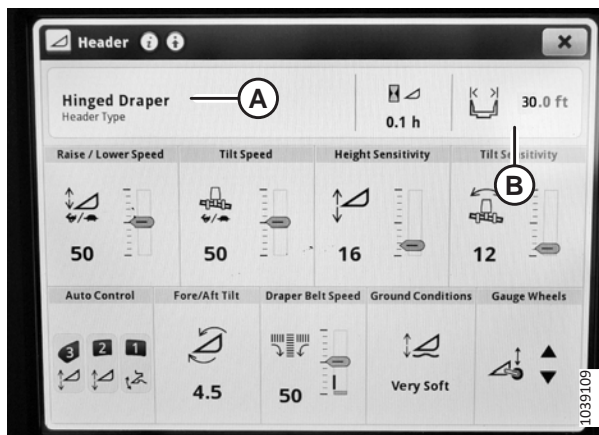 Header
Hinged Draper
Header Type
A
0.1 h
30.0 ft
B
Raise / Lower Speed
Tilt Speed
Height Sensitivity
Tilt Sensitivity
50
50
16
12
Auto Control
Fore/Aft Tilt
Draper Belt Speed
Ground Conditions
Gauge Wheels
3 2 1
4.5
50
Very Soft
1039109